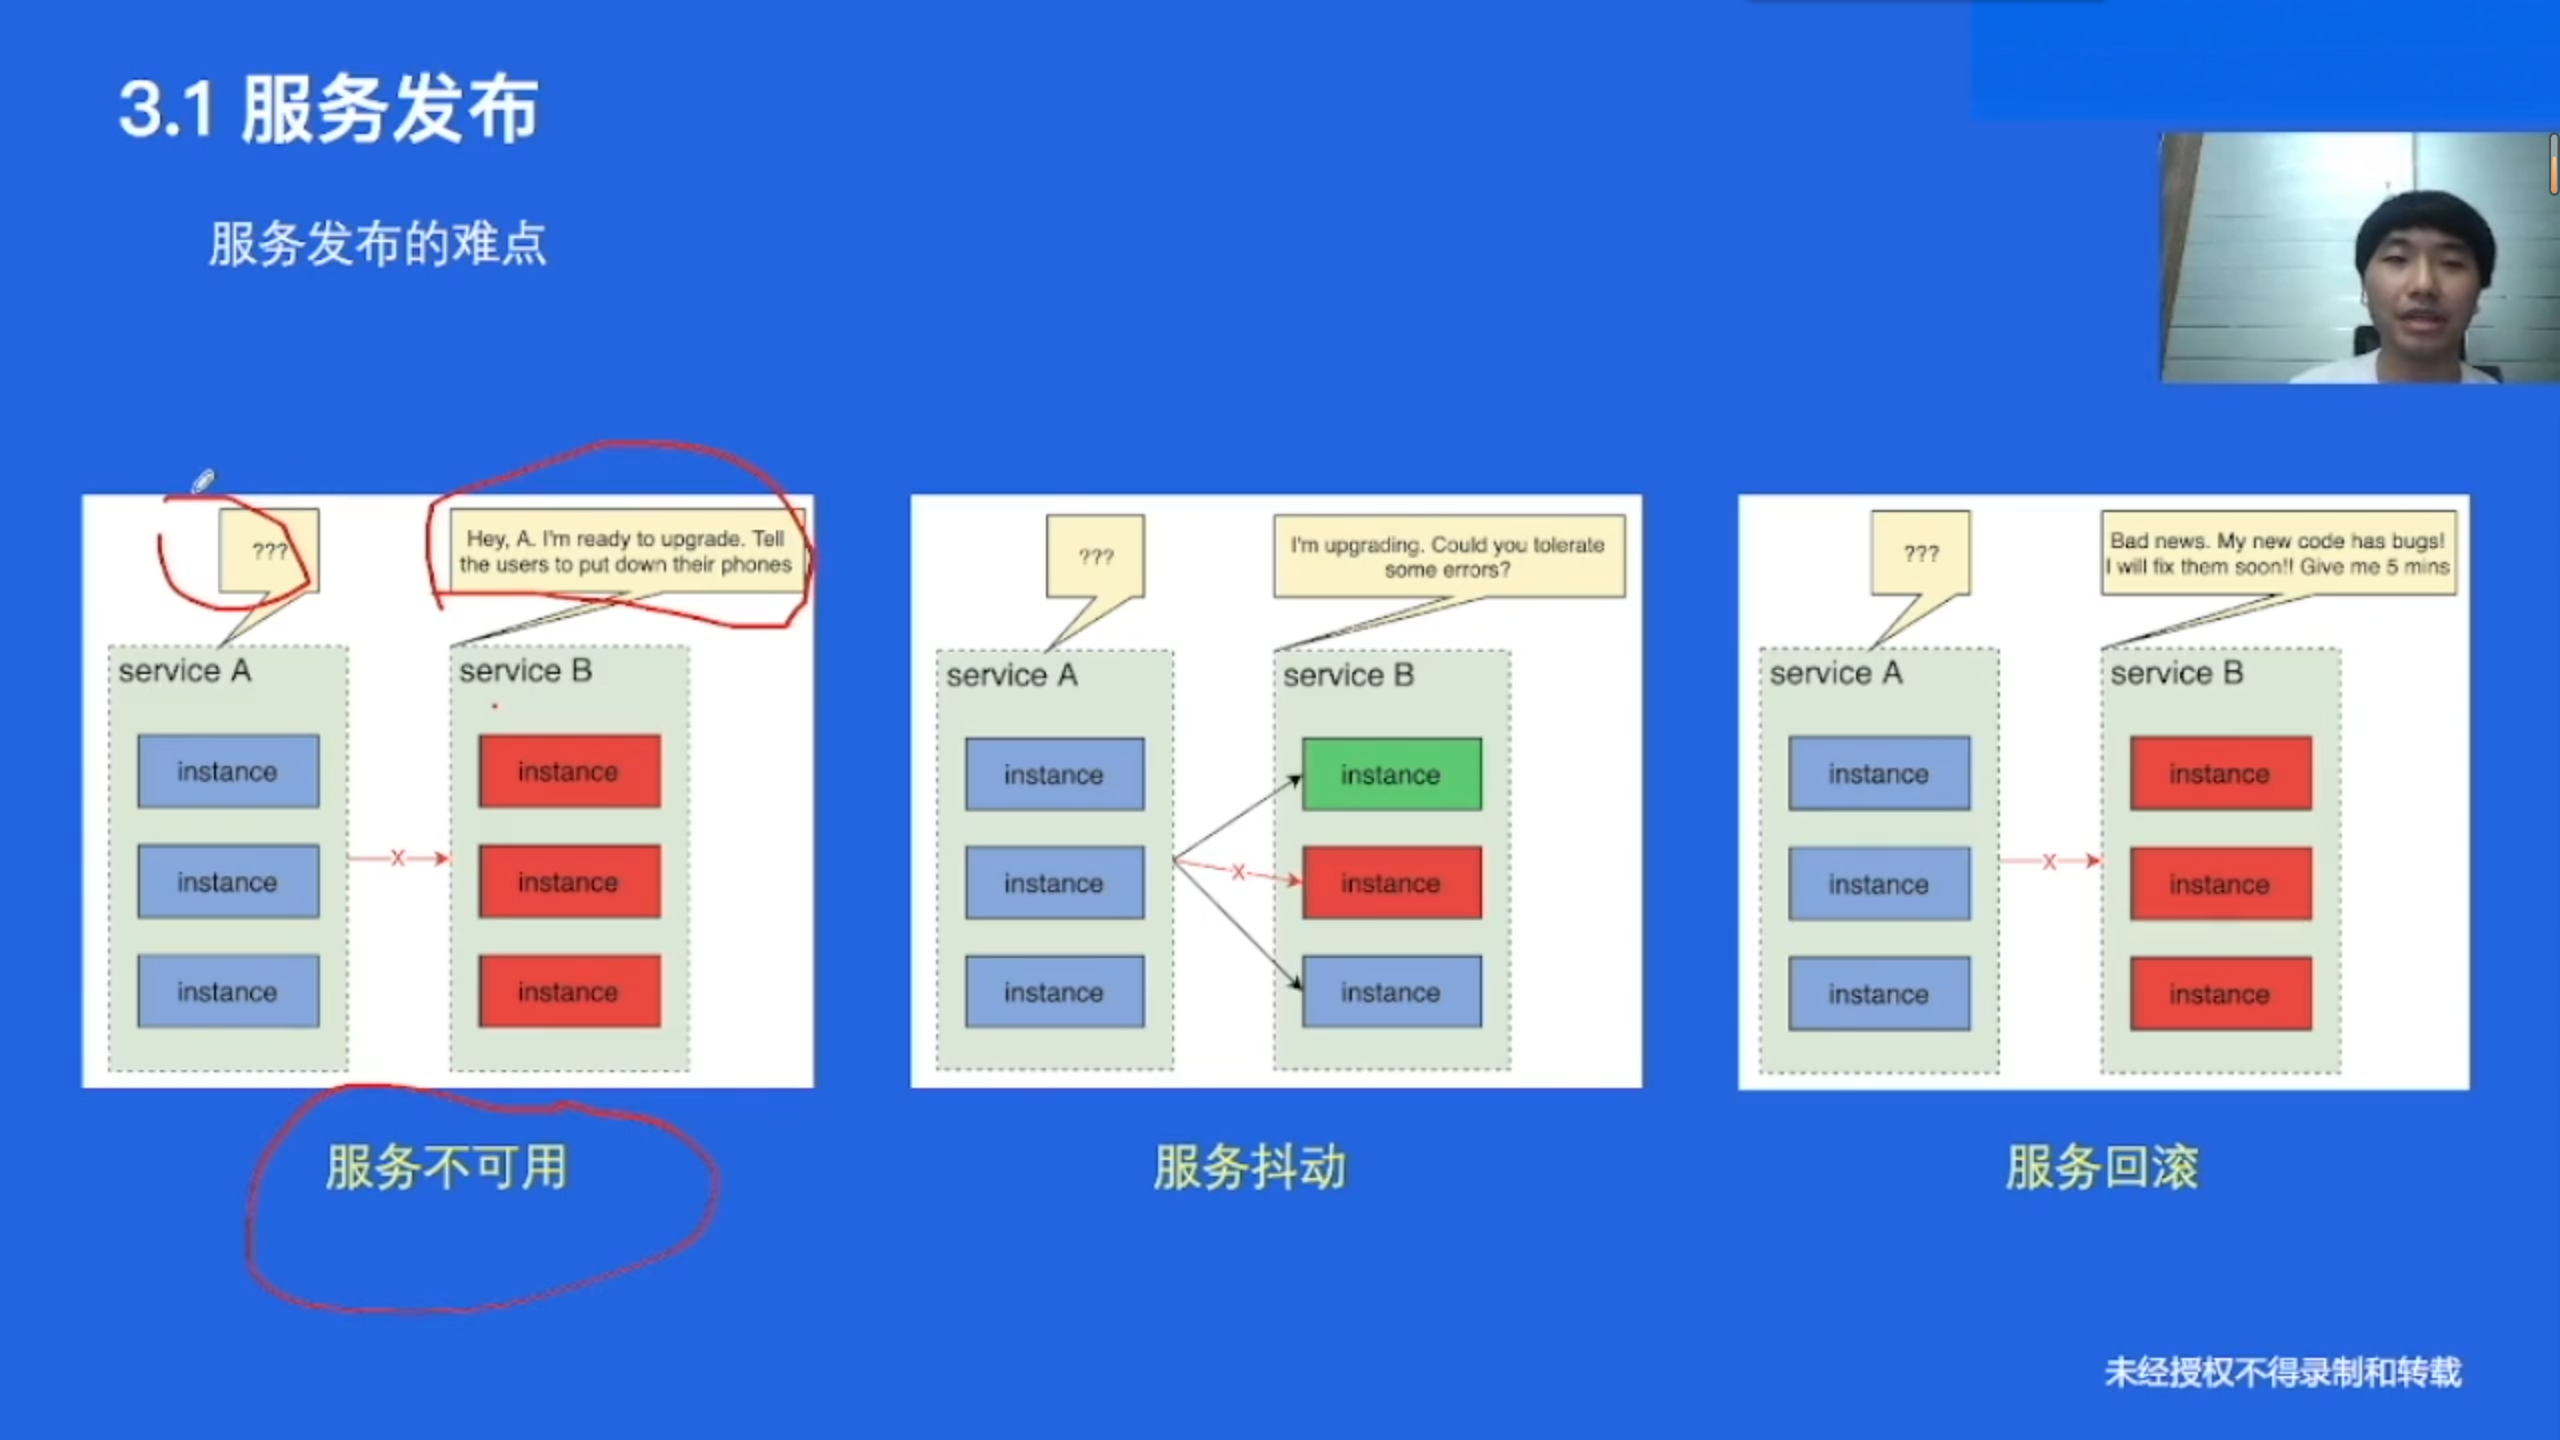 3.1 服务发布
服务发布的难点
???
Hey, A. I'm ready to upgrade. Tell
the users to put down their phones
service A
service B
instance
instance
instance
x
instance
instance
instance
服务不可用
???
I'm upgrading. Could you tolerate
some errors?
service A
service B
instance
instance
instance
x
instance
instance
instance
服务抖动
???
Bad news. My new code has bugs!
I will fix them soon!! Give me 5 mins
service A
service B
instance
instance
instance
x
instance
instance
instance
服务回滚
未经授权不得录制和转载